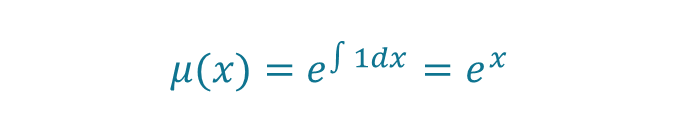 μ(x) = e^{∫ 1dx} = e^x